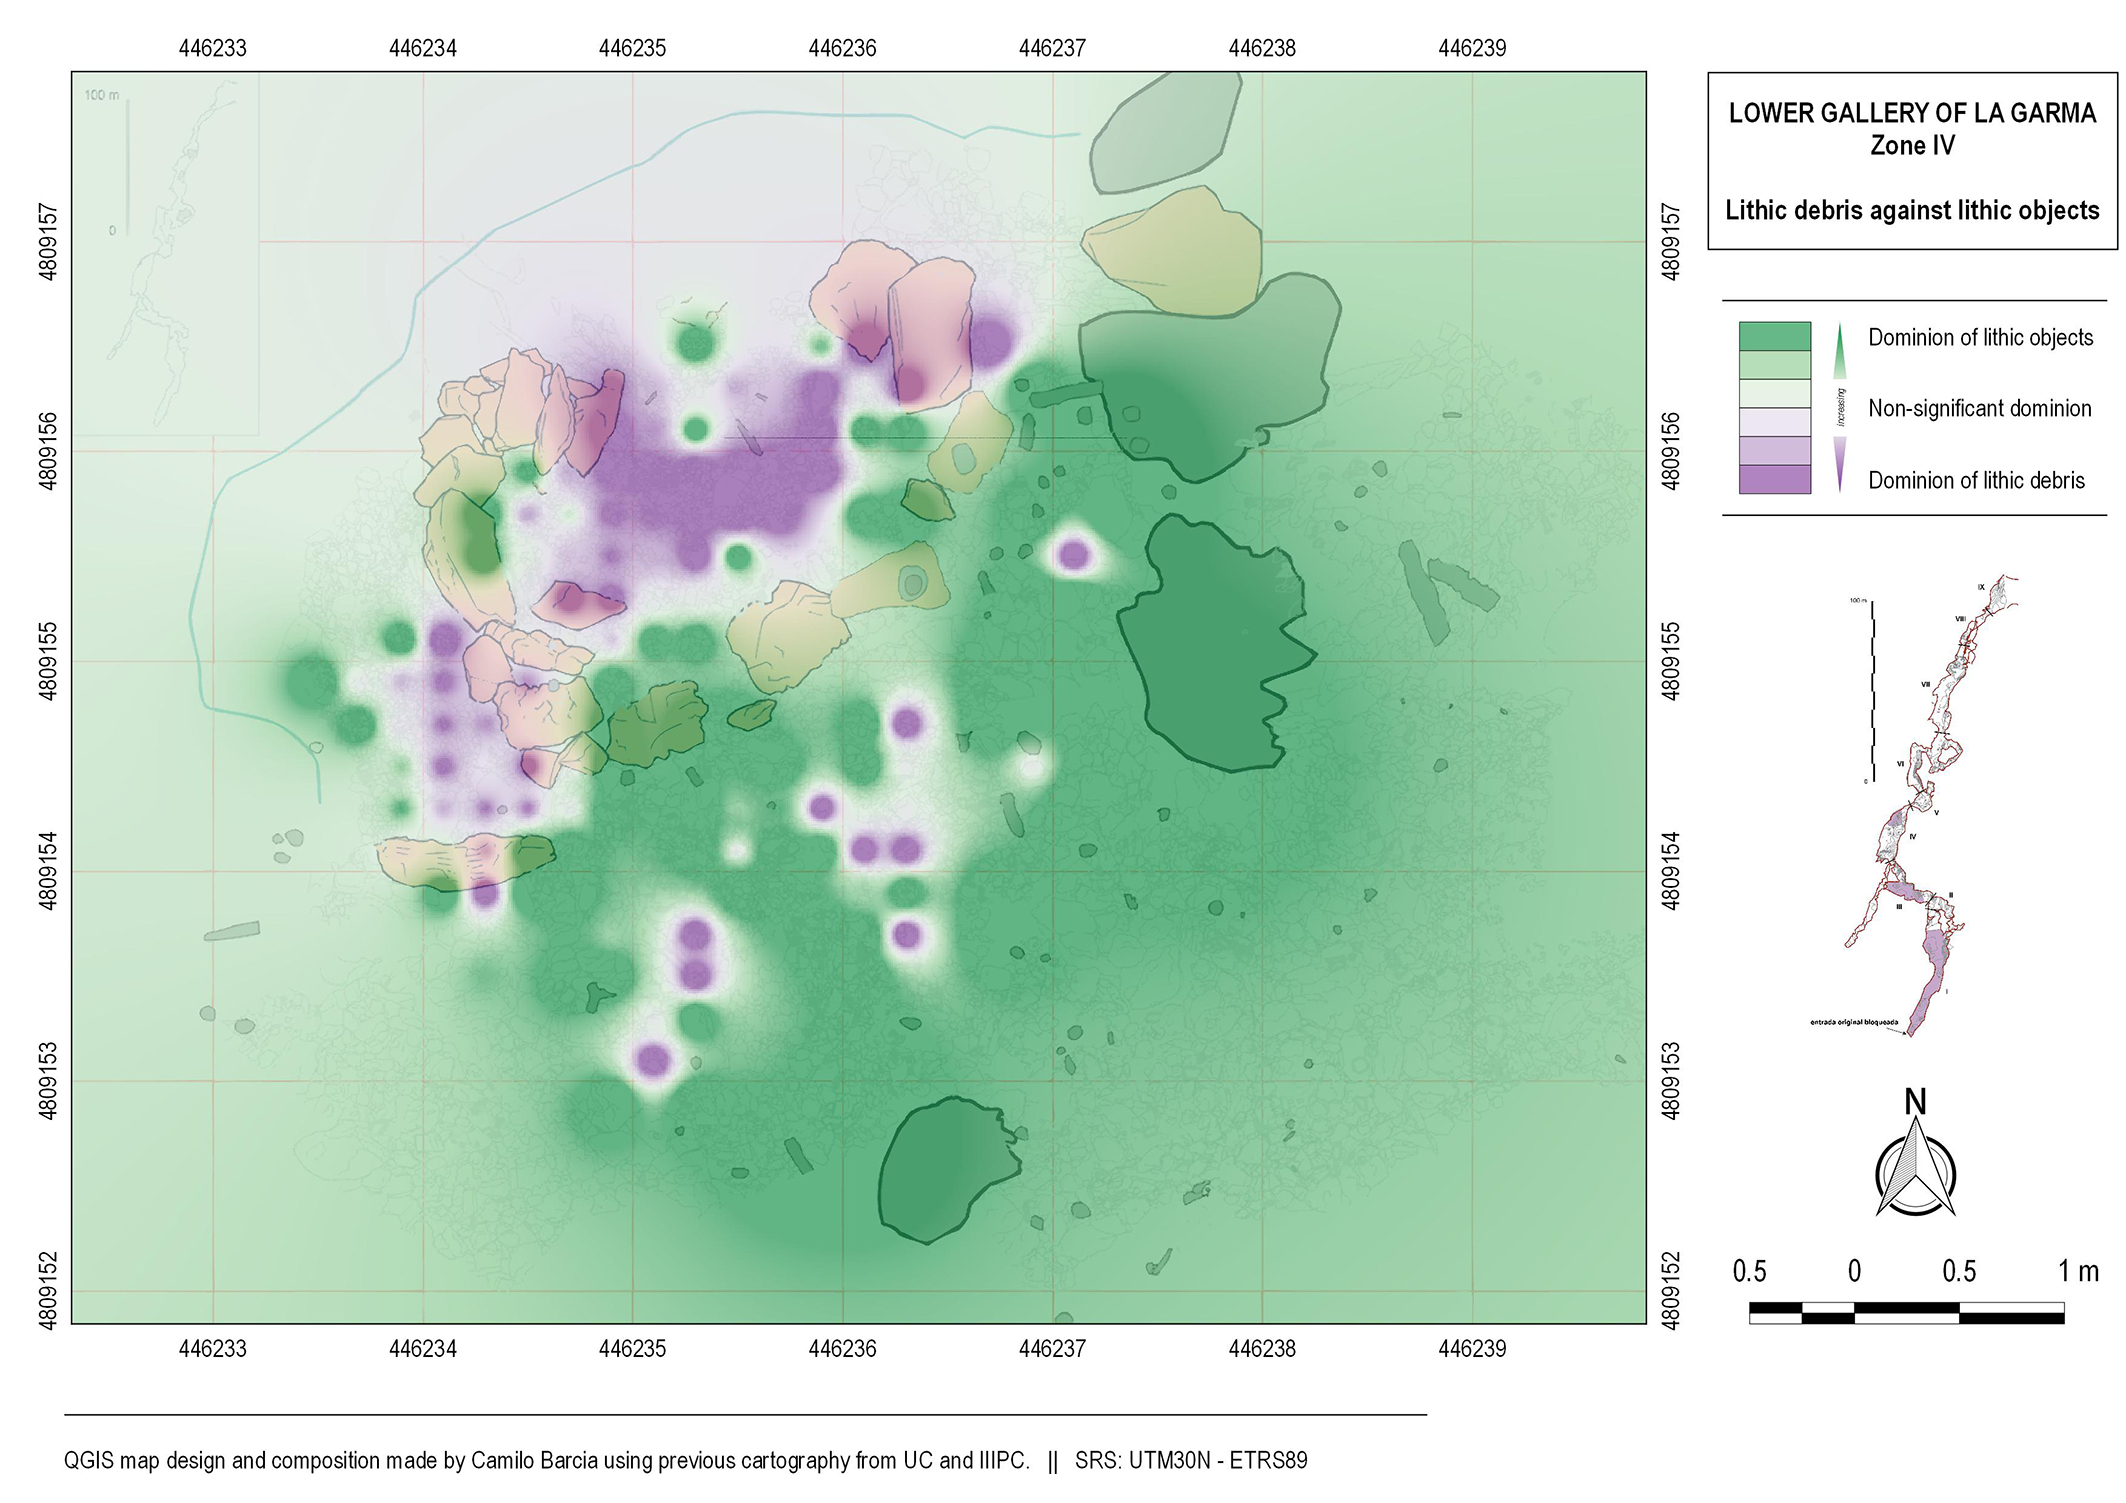 446233 446234 446235 446236 446237 446238 446239
100 m
0
4809157
4809156
4809155
4809154
4809153
4809152
4809157
4809156
4809155
4809154
4809153
4809152
446233 446234 446235 446236 446237 446238 446239
LOWER GALLERY OF LA GARMA
Zone IV
Lithic debris against lithic objects
Dominion of lithic objects
increasing
Non-significant dominion
Dominion of lithic debris
IX
100 m
VIII
VII
VI
0
V
IV
II
III
I
entrada original bloqueada
N
0.5 0 0.5 1 m
QGIS map design and composition made by Camilo Barcia using previous cartography from UC and IIIPC. || SRS: UTM30N - ETRS89